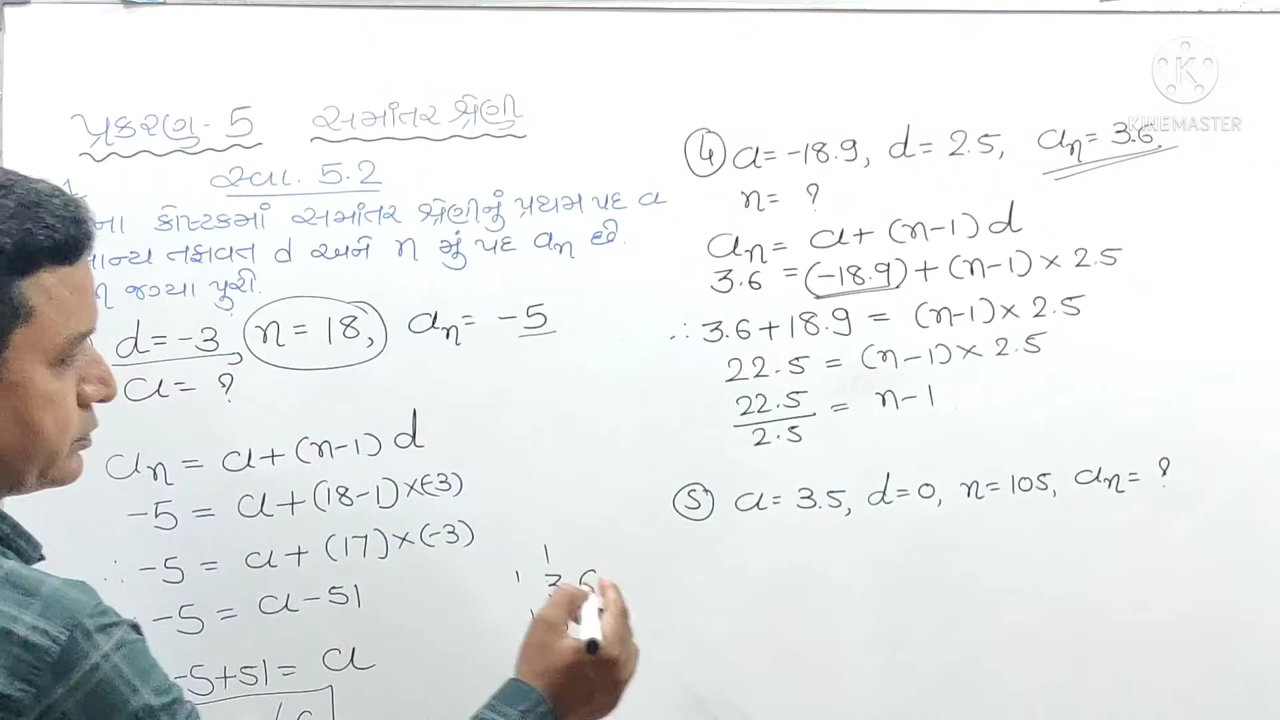 પ્રકરણ-5 સમાંતર શ્રેણી
સ્વા. 5.2
ના કોષ્ટકમાં સમાંતર શ્રેણીનું પ્રથમ પદ a
માન્ય તફાવત d અને n મું પદ an છે.
જગ્યા પુરો.
d = -3, n = 18, an = -5
a = ?
an = a + (n-1) d
-5 = a + (18-1) × (-3)
∴ -5 = a + (17) × (-3)
-5 = a - 51
-5 + 51 = a
④ a = -18.9, d = 2.5, an = 3.6,
n = ?
an = a + (n-1) d
3.6 = (-18.9) + (n-1) × 2.5
∴ 3.6 + 18.9 = (n-1) × 2.5
22.5 = (n-1) × 2.5
22.5 / 2.5 = n-1
⑤ a = 3.5, d = 0, n = 105, an = ?
KINEMASTER